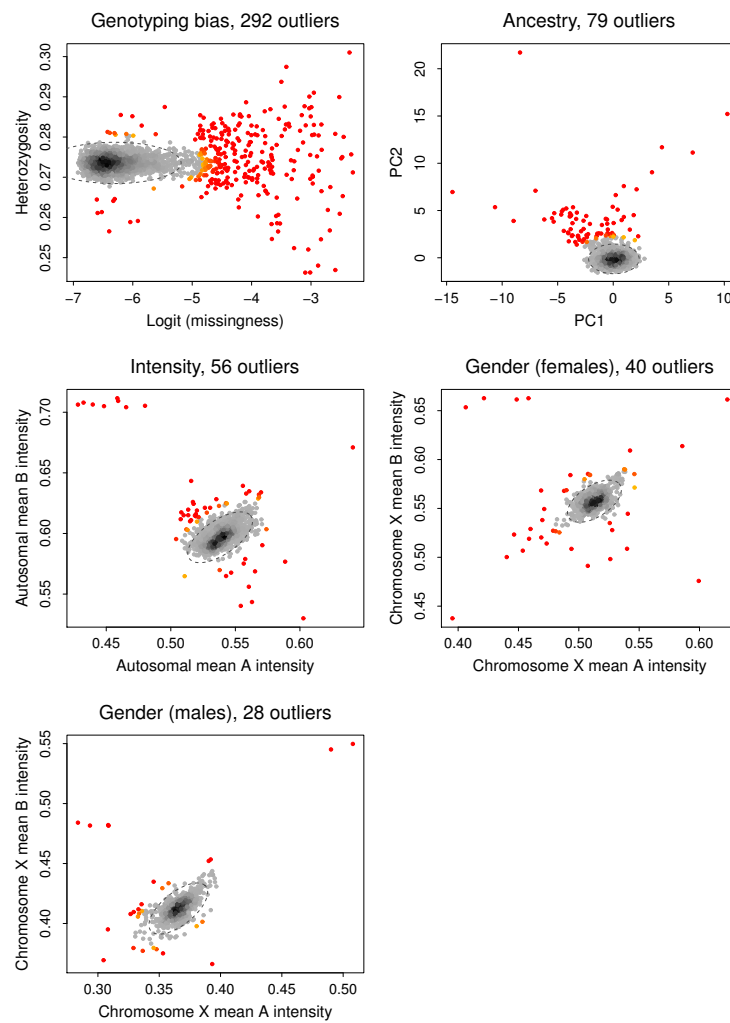 Genotyping bias, 292 outliers
Heterozygosity
0.30
0.29
0.28
0.27
0.26
0.25
−7 −6 −5 −4 −3
Logit (missingness)
Ancestry, 79 outliers
PC2
20
15
10
5
0
−15 −10 −5 0 5 10
PC1
Intensity, 56 outliers
Autosomal mean B intensity
0.70
0.65
0.60
0.55
0.45 0.50 0.55 0.60
Autosomal mean A intensity
Gender (females), 40 outliers
Chromosome X mean B intensity
0.65
0.60
0.55
0.50
0.45
0.40 0.45 0.50 0.55 0.60
Chromosome X mean A intensity
Gender (males), 28 outliers
Chromosome X mean B intensity
0.55
0.50
0.45
0.40
0.30 0.35 0.40 0.45 0.50
Chromosome X mean A intensity